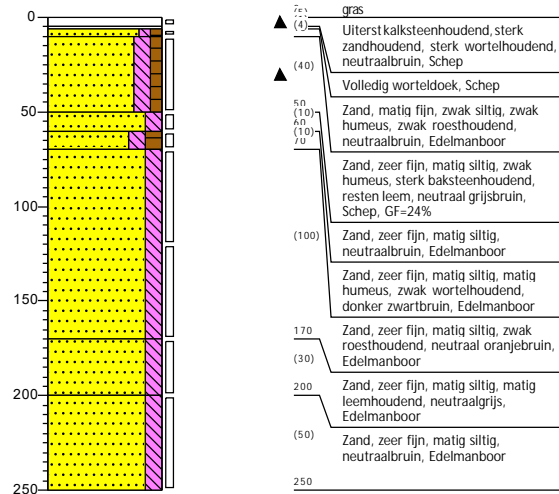 0
50
100
150
200
250
gras
(5)
(4)
Uiterst kalksteenhoudend, sterk
zandhoudend, sterk wortelhoudend,
neutraalbruin, Schep
Volledig worteldoek, Schep
(40)
Zand, matig fijn, zwak siltig, zwak
humeus, zwak roesthoudend,
neutraalbruin, Edelmanboor
50
(10)
60
(10)
70
Zand, zeer fijn, matig siltig, zwak
humeus, sterk baksteenhoudend,
resten leem, neutraal grijsbruin,
Schep, GF=24%
Zand, zeer fijn, matig siltig,
neutraalbruin, Edelmanboor
(100)
Zand, zeer fijn, matig siltig, matig
humeus, zwak wortelhoudend,
donker zwartbruin, Edelmanboor
170
Zand, zeer fijn, matig siltig, zwak
roesthoudend, neutraal oranjebruin,
Edelmanboor
(30)
200
Zand, zeer fijn, matig siltig, matig
leemhoudend, neutraalgrijs,
Edelmanboor
(50)
Zand, zeer fijn, matig siltig,
neutraalbruin, Edelmanboor
250